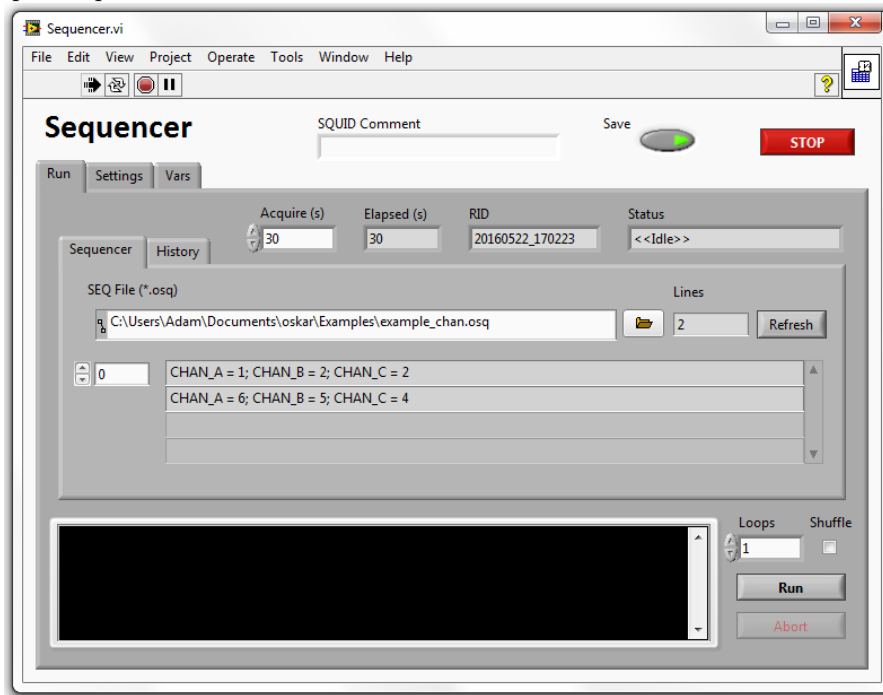 Sequencer.vi
File Edit View Project Operate Tools Window Help
Sequencer
SQUID Comment
Save
STOP
Run Settings Vars
Acquire (s) Elapsed (s) RID Status
30 30 20160522_170223 <<Idle>>
Sequencer History
SEQ File (*.osq) Lines
C:\Users\Adam\Documents\oskar\Examples\example_chan.osq 2 Refresh
0 CHAN_A = 1; CHAN_B = 2; CHAN_C = 2
CHAN_A = 6; CHAN_B = 5; CHAN_C = 4
Loops Shuffle
1
Run
Abort